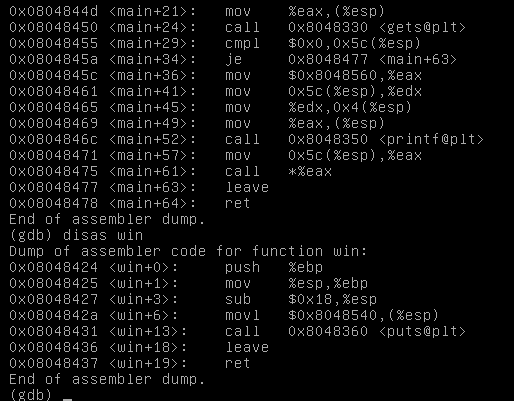 0x0804844d <main+21>: mov %eax,(%esp)
0x08048450 <main+24>: call 0x8048330 <gets@plt>
0x08048455 <main+29>: cmpl $0x0,0x5c(%esp)
0x0804845a <main+34>: je 0x8048477 <main+63>
0x0804845c <main+36>: mov $0x8048560,%eax
0x08048461 <main+41>: mov 0x5c(%esp),%edx
0x08048465 <main+45>: mov %edx,0x4(%esp)
0x08048469 <main+49>: mov %eax,(%esp)
0x0804846c <main+52>: call 0x8048350 <printf@plt>
0x08048471 <main+57>: mov 0x5c(%esp),%eax
0x08048475 <main+61>: call *%eax
0x08048477 <main+63>: leave
0x08048478 <main+64>: ret
End of assembler dump.
(gdb) disas win
Dump of assembler code for function win:
0x08048424 <win+0>: push %ebp
0x08048425 <win+1>: mov %esp,%ebp
0x08048427 <win+3>: sub $0x18,%esp
0x0804842a <win+6>: movl $0x8048540,(%esp)
0x08048431 <win+13>: call 0x8048360 <puts@plt>
0x08048436 <win+18>: leave
0x08048437 <win+19>: ret
End of assembler dump.
(gdb) _